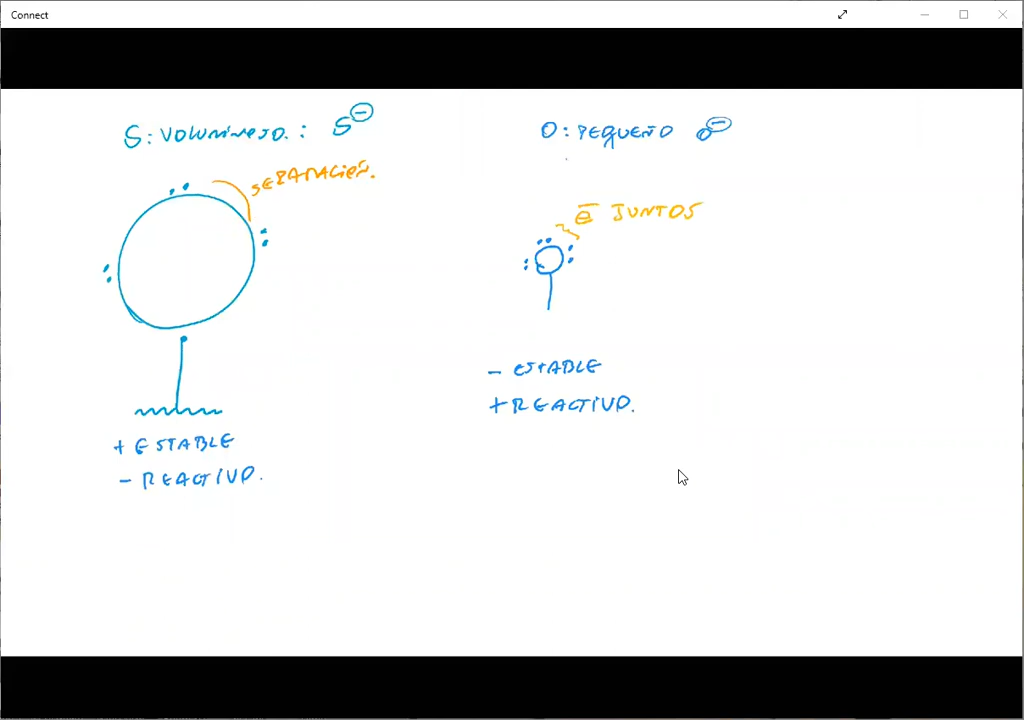 Connect
S: VOLUMINOSO. : S⊖
SEPARACIÓN.
+ ESTABLE
- REACTIVO.
O: PEQUEÑO O⊖
e̅ JUNTOS
- ESTABLE
+ REACTIVO.